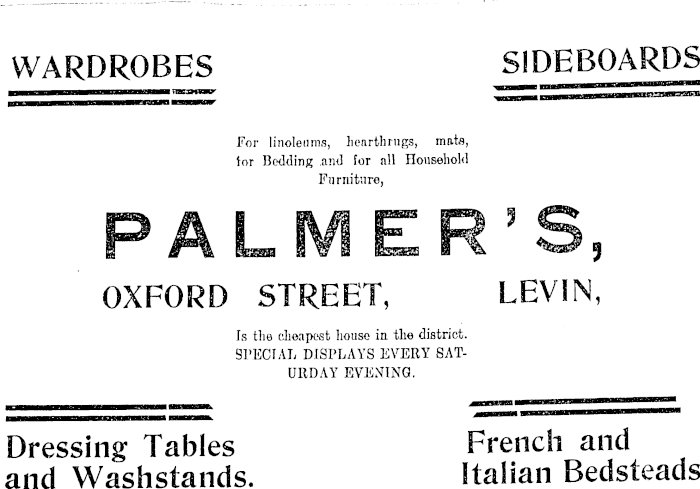 WARDROBES
SIDEBOARDS
For linoleums, hearthrugs, mats,
for Bedding and for all Household
Furniture,
PALMER'S,
OXFORD STREET, LEVIN,
Is the cheapest house in the district.
SPECIAL DISPLAYS EVERY SAT-
URDAY EVENING.
Dressing Tables
and Washstands.
French and
Italian Bedsteads